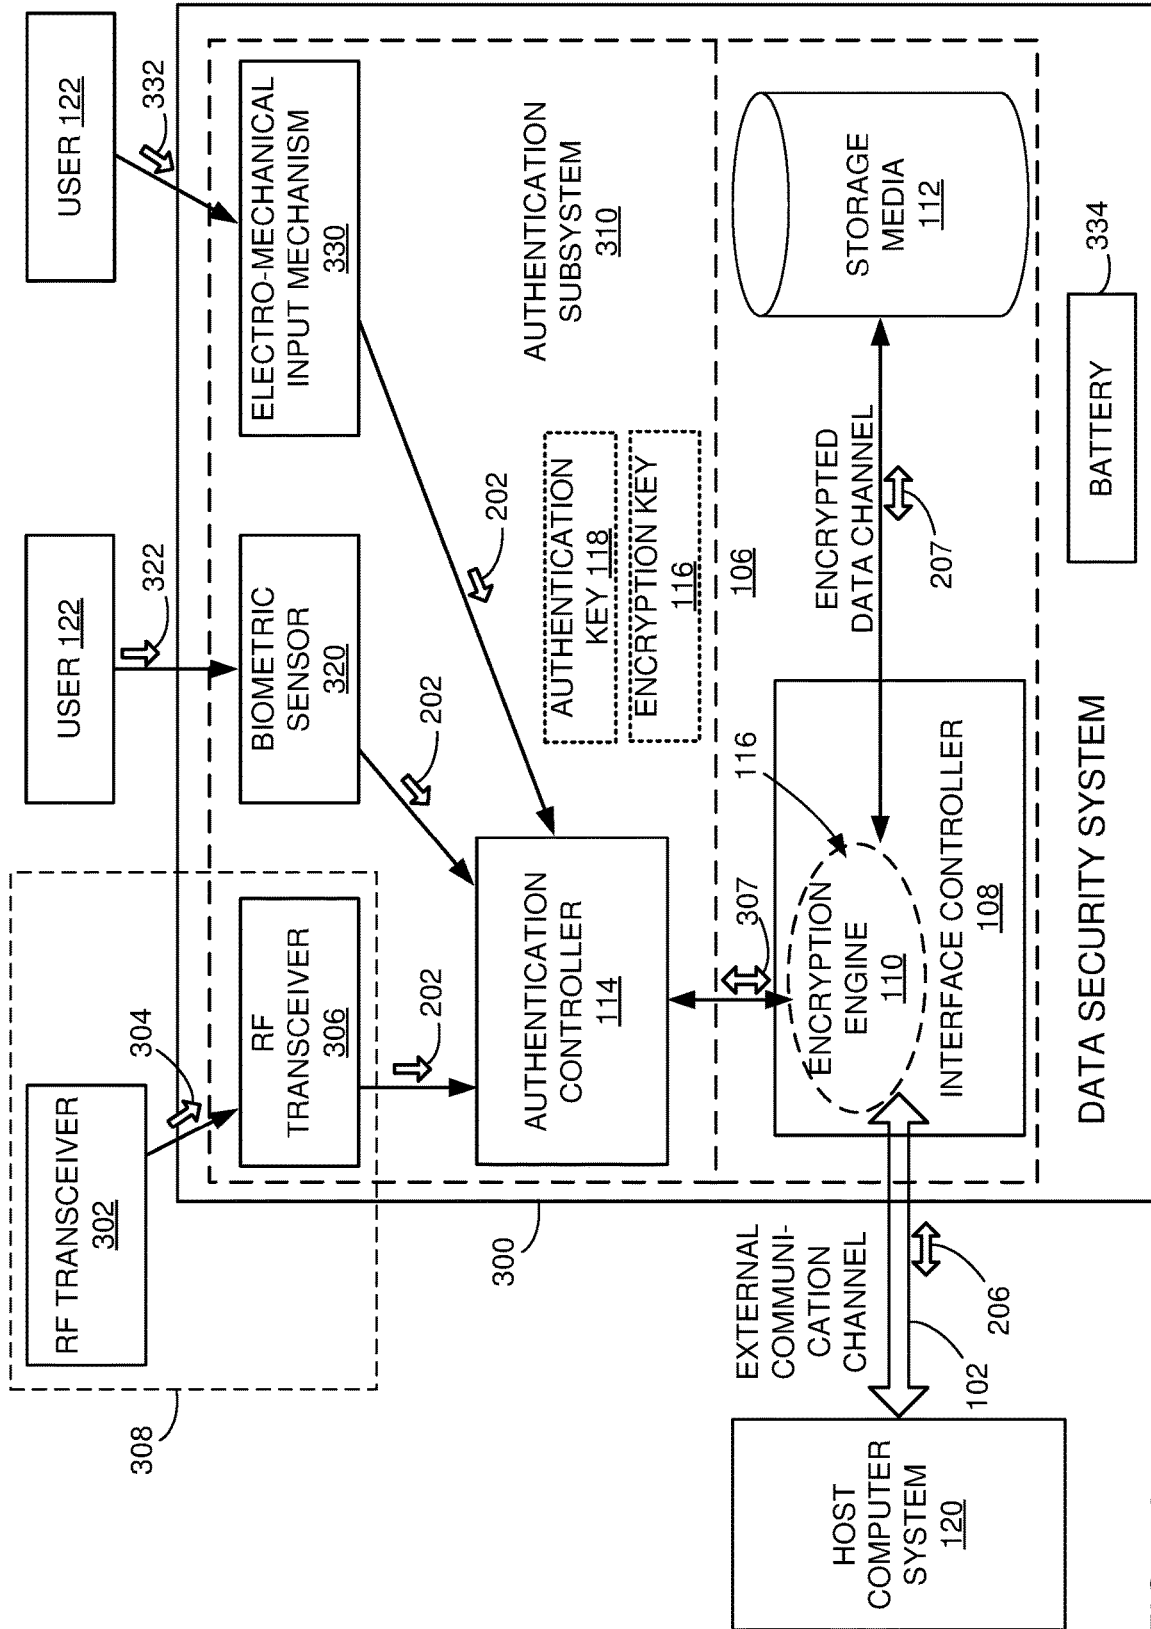 308
RF TRANSCEIVER
302
304
USER 122
322
USER 122
332
RF
TRANSCEIVER
306
BIOMETRIC
SENSOR
320
ELECTRO-MECHANICAL
INPUT MECHANISM
330
202
202
202
300
AUTHENTICATION
CONTROLLER
114
AUTHENTICATION
KEY 118
ENCRYPTION KEY
116
AUTHENTICATION
SUBSYSTEM
310
106
307
116
EXTERNAL
COMMUNI-
CATION
CHANNEL
206
102
HOST
COMPUTER
SYSTEM
120
ENCRYPTION
ENGINE
110
INTERFACE CONTROLLER
108
ENCRYPTED
DATA CHANNEL
207
STORAGE
MEDIA
112
DATA SECURITY SYSTEM
BATTERY
334